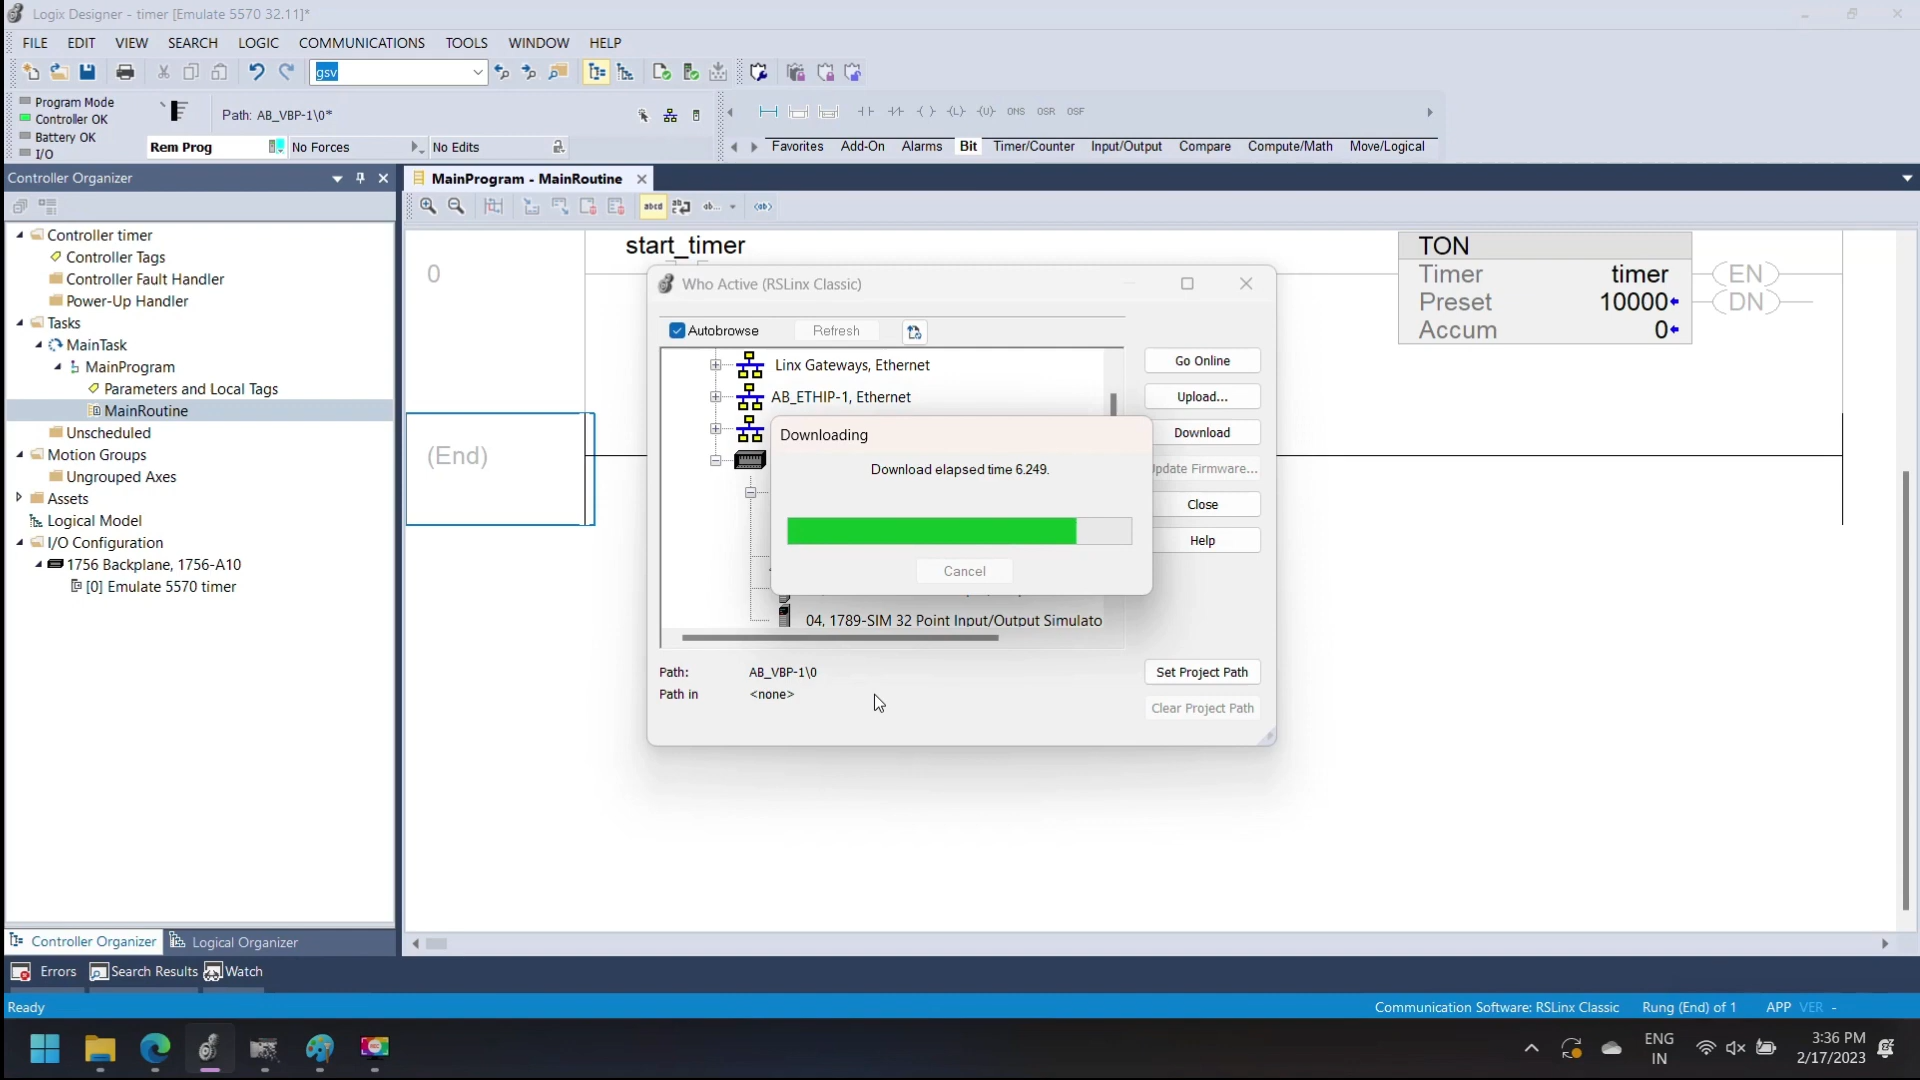 Logix Designer - timer [Emulate 5570 32.11]*
FILE EDIT VIEW SEARCH LOGIC COMMUNICATIONS TOOLS WINDOW HELP
gsv
Program Mode
Controller OK
Battery OK
I/O
Path: AB_VBP-1\0*
Rem Prog No Forces No Edits
ONS OSR OSF
Favorites Add-On Alarms Bit Timer/Counter Input/Output Compare Compute/Math Move/Logical
Controller Organizer
MainProgram - MainRoutine
Controller timer
Controller Tags
Controller Fault Handler
Power-Up Handler
Tasks
MainTask
MainProgram
Parameters and Local Tags
MainRoutine
Unscheduled
Motion Groups
Ungrouped Axes
Assets
Logical Model
I/O Configuration
1756 Backplane, 1756-A10
[0] Emulate 5570 timer
start_timer
0
(End)
TON
Timer timer
Preset 10000
Accum 0
EN
DN
Who Active (RSLinx Classic)
Autobrowse Refresh
Linx Gateways, Ethernet
AB_ETHIP-1, Ethernet
04, 1789-SIM 32 Point Input/Output Simulato
Go Online
Upload...
Download
Update Firmware...
Close
Help
Downloading
Download elapsed time 6.249.
Cancel
Path: AB_VBP-1\0
Path in <none>
Set Project Path
Clear Project Path
Controller Organizer Logical Organizer
Errors Search Results Watch
Ready
Communication Software: RSLinx Classic Rung (End) of 1 APP VER -
ENG
IN
3:36 PM
2/17/2023